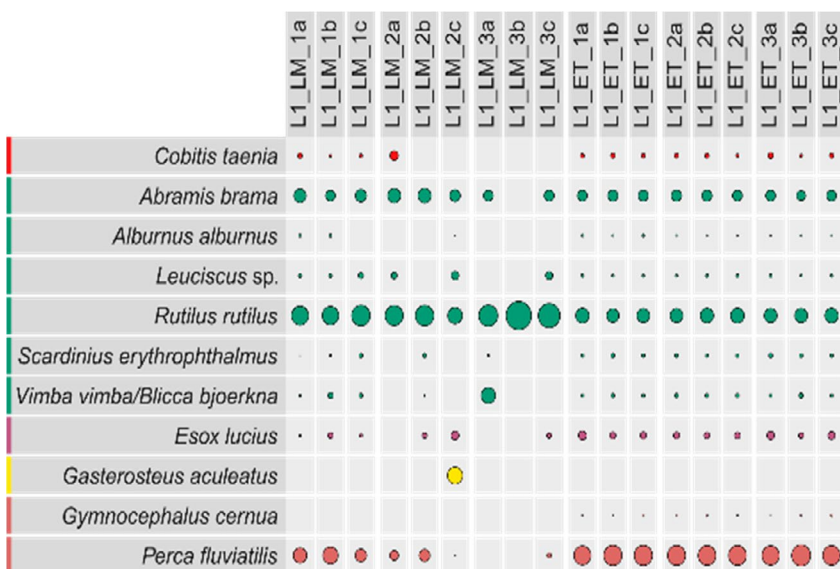 L1_LM_1a
L1_LM_1b
L1_LM_1c
L1_LM_2a
L1_LM_2b
L1_LM_2c
L1_LM_3a
L1_LM_3b
L1_LM_3c
L1_ET_1a
L1_ET_1b
L1_ET_1c
L1_ET_2a
L1_ET_2b
L1_ET_2c
L1_ET_3a
L1_ET_3b
L1_ET_3c
Cobitis taenia
Abramis brama
Alburnus alburnus
Leuciscus sp.
Rutilus rutilus
Scardinius erythrophthalmus
Vimba vimba/Blicca bjoerkna
Esox lucius
Gasterosteus aculeatus
Gymnocephalus cernua
Perca fluviatilis